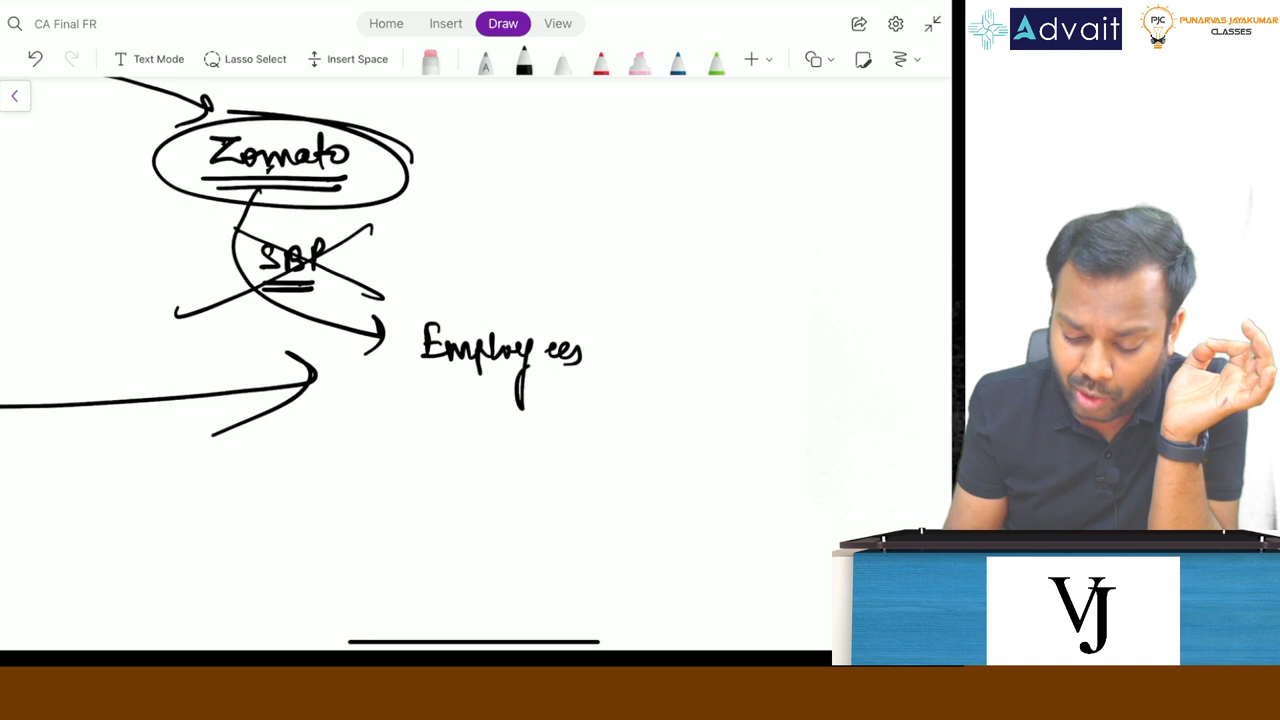 CA Final FR
Home Insert Draw View
Text Mode Lasso Select Insert Space
A
Advait
PJC
PUNARVAS JAYAKUMAR
CLASSES
Zomato
SBP
Employees
VJ